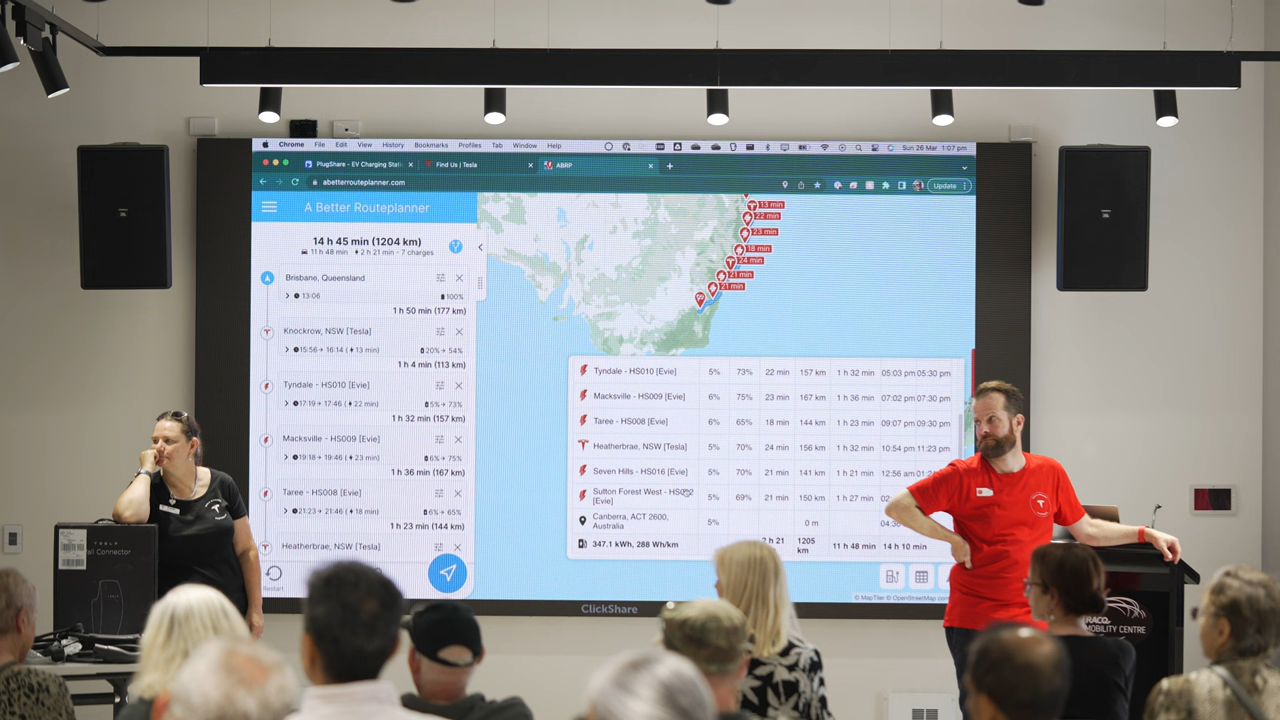 Chrome File Edit View History Bookmarks Profiles Tab Window Help
Sun 26 Mar 1:07 pm
PlugShare - EV Charging Stati
Find Us | Tesla
ABRP
abetterrouteplanner.com
Update
A Better Routeplanner
14 h 45 min (1204 km)
11 h 48 min 2 h 21 min - 7 charges
Brisbane, Queensland
13:06 100%
1 h 50 min (177 km)
Knockrow, NSW [Tesla]
15:56 → 16:14 ( 13 min) 20% → 54%
1 h 4 min (113 km)
Tyndale - HS010 [Evie]
17:19 → 17:46 ( 22 min) 5% → 73%
1 h 32 min (157 km)
Macksville - HS009 [Evie]
19:18 → 19:46 ( 23 min) 6% → 75%
1 h 36 min (167 km)
Taree - HS008 [Evie]
21:23 → 21:46 ( 18 min) 6% → 65%
1 h 23 min (144 km)
Heatherbrae, NSW [Tesla]
Restart
13 min
22 min
23 min
18 min
24 min
21 min
21 min
Tyndale - HS010 [Evie] 5% 73% 22 min 157 km 1 h 32 min 05:03 pm 05:30 pm
Macksville - HS009 [Evie] 6% 75% 23 min 167 km 1 h 36 min 07:02 pm 07:30 pm
Taree - HS008 [Evie] 6% 65% 18 min 144 km 1 h 23 min 09:07 pm 09:30 pm
Heatherbrae, NSW [Tesla] 5% 70% 24 min 156 km 1 h 32 min 10:54 pm 11:23 pm
Seven Hills - HS016 [Evie] 5% 70% 21 min 141 km 1 h 21 min 12:56 am
Sutton Forest West - HS012
[Evie] 5% 69% 21 min 150 km 1 h 27 min
Canberra, ACT 2600,
Australia 5% 0 m
347.1 kWh, 288 Wh/km 2 h 21 1205 km 11 h 48 min 14 h 10 min
© MapTiler © OpenStreetMap
ClickShare
JBL
JBL
TESLA
Wall Connector
RACQ
MOBILITY CENTRE